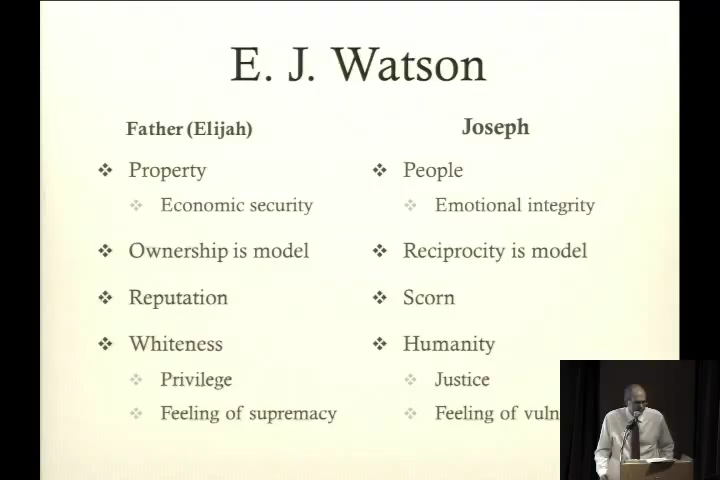 E. J. Watson
Father (Elijah)
Property
Economic security
Ownership is model
Reputation
Whiteness
Privilege
Feeling of supremacy
Joseph
People
Emotional integrity
Reciprocity is model
Scorn
Humanity
Justice
Feeling of